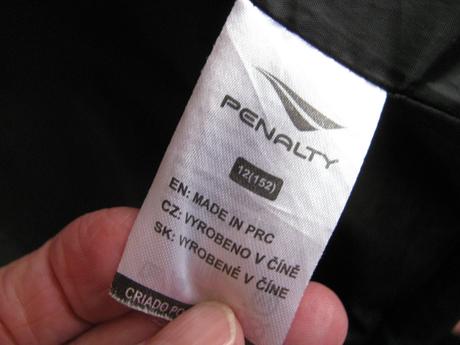 PENALTY
12(152)
EN: MADE IN PRC
CZ: VYROBENO V ČÍNĚ
SK: VYROBENÉ V ČÍNE
CRIADO